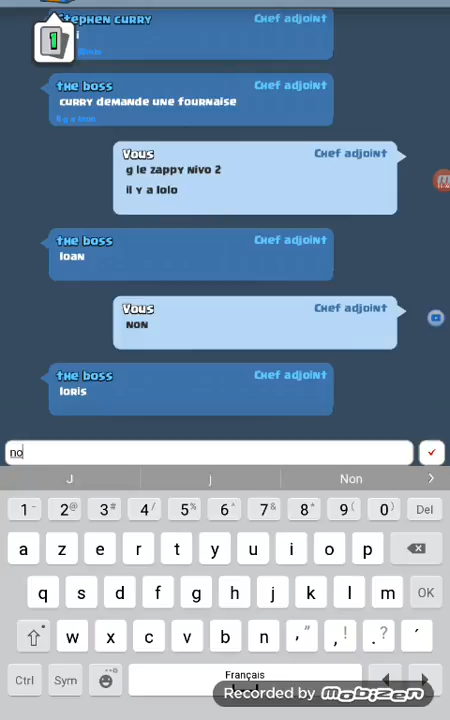 Stephen Curry Chef adjoint
the boss Chef adjoint
curry demande une fournaise
Vous Chef adjoint
g le zappy nivo 2
il y a lolo
the boss Chef adjoint
loan
Vous Chef adjoint
NON
the boss Chef adjoint
loris
no
J j Non
1 - 2 @ 3 # 4 / 5 % 6 ^ 7 & 8 * 9 ( 0 ) Del
a z e r t y u i o p
q s d f g h j k l m OK
w x c v b n , " , ! . ? ´
Ctrl Sym Français
Recorded by Mobizen